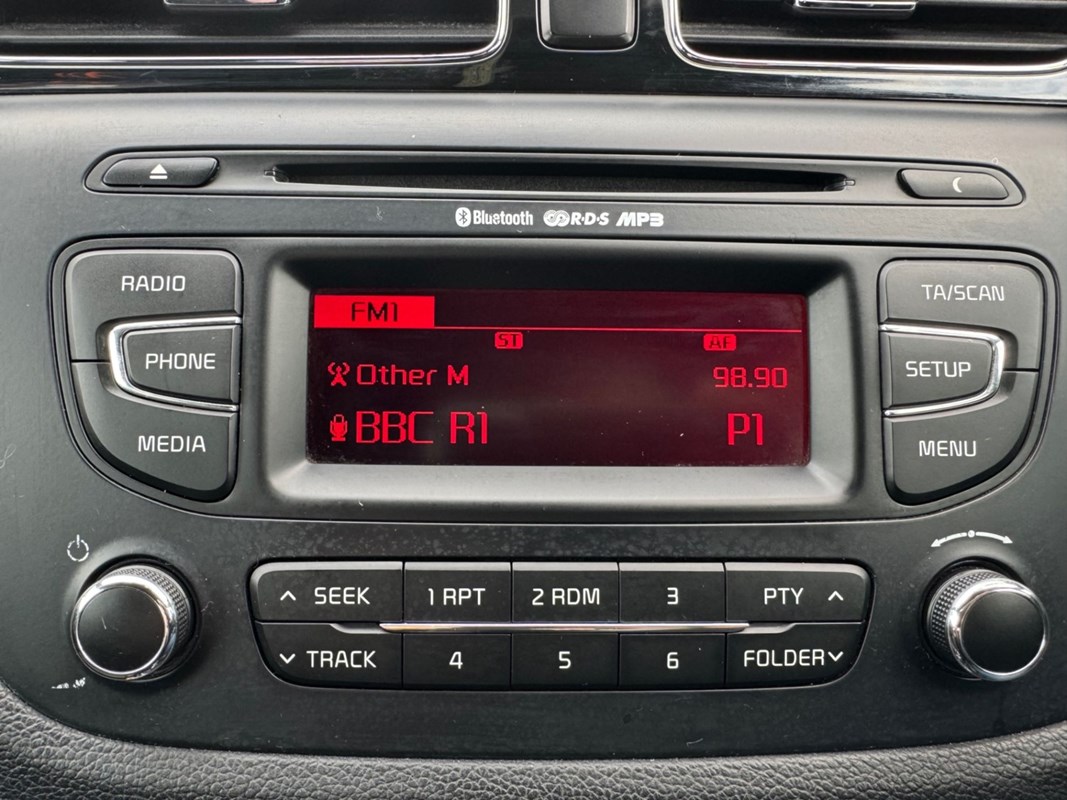 Bluetooth R·D·S MP3
RADIO
PHONE
MEDIA
FM1
ST AF
Other M 98.90
BBC R1 P1
TA/SCAN
SETUP
MENU
SEEK 1 RPT 2 RDM 3 PTY
TRACK 4 5 6 FOLDER